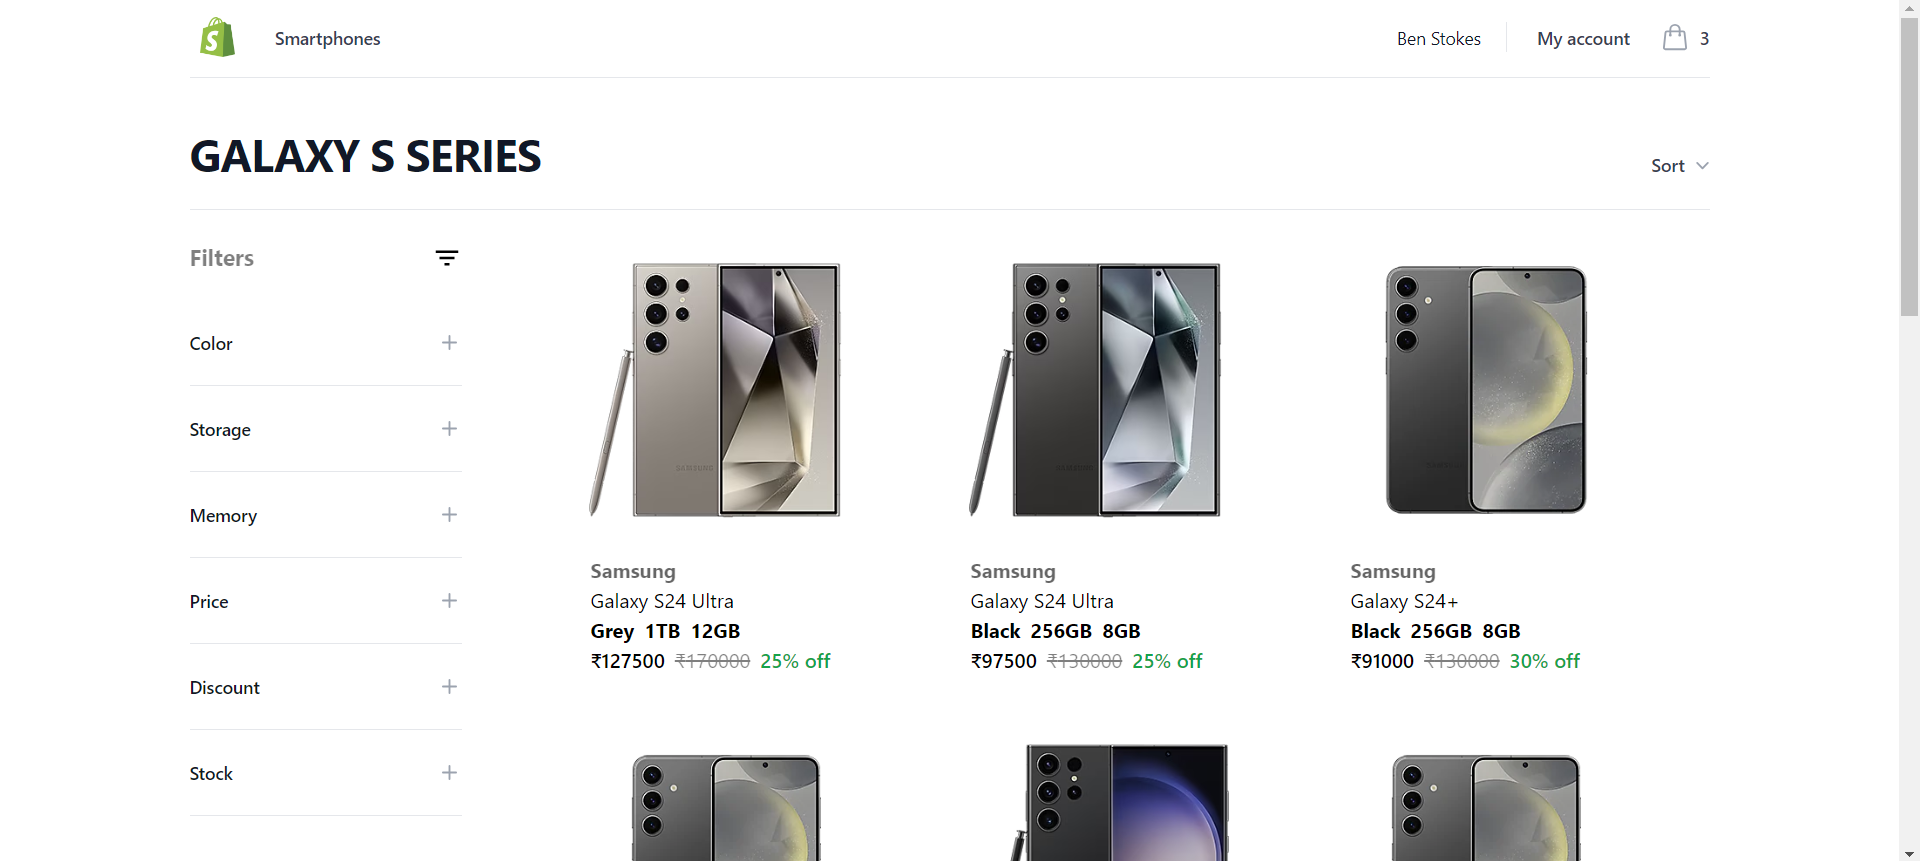 S
Smartphones
Ben Stokes
My account
3
GALAXY S SERIES
Sort
Filters
Color
Storage
Memory
Price
Discount
Stock
SAMSUNG
Samsung
Galaxy S24 Ultra
Grey 1TB 12GB
₹127500 ₹170000 25% off
Samsung
Galaxy S24 Ultra
Black 256GB 8GB
₹97500 ₹130000 25% off
Samsung
Galaxy S24+
Black 256GB 8GB
₹91000 ₹130000 30% off